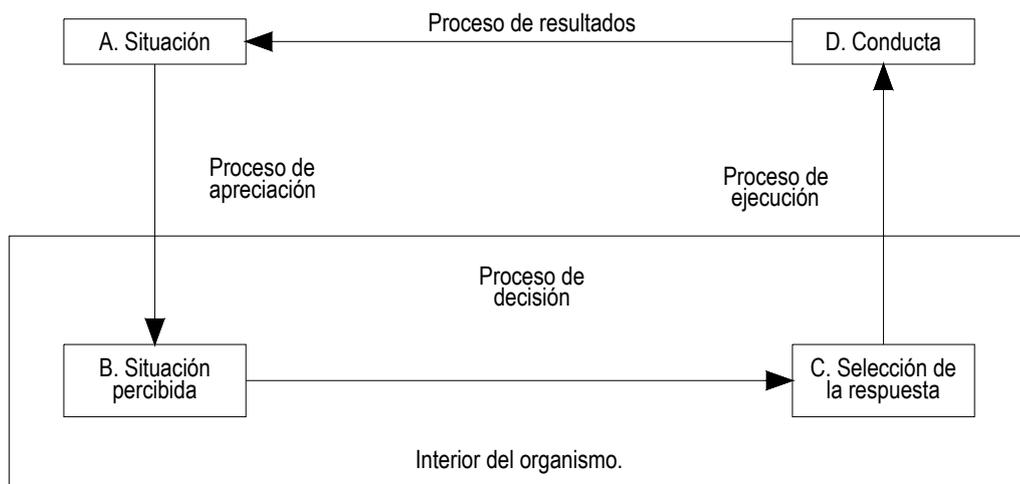 Proceso de resultados
A. Situación
D. Conducta
Proceso de
apreciación
Proceso de
ejecución
Proceso de
decisión
B. Situación
percibida
C. Selección de
la respuesta
Interior del organismo.